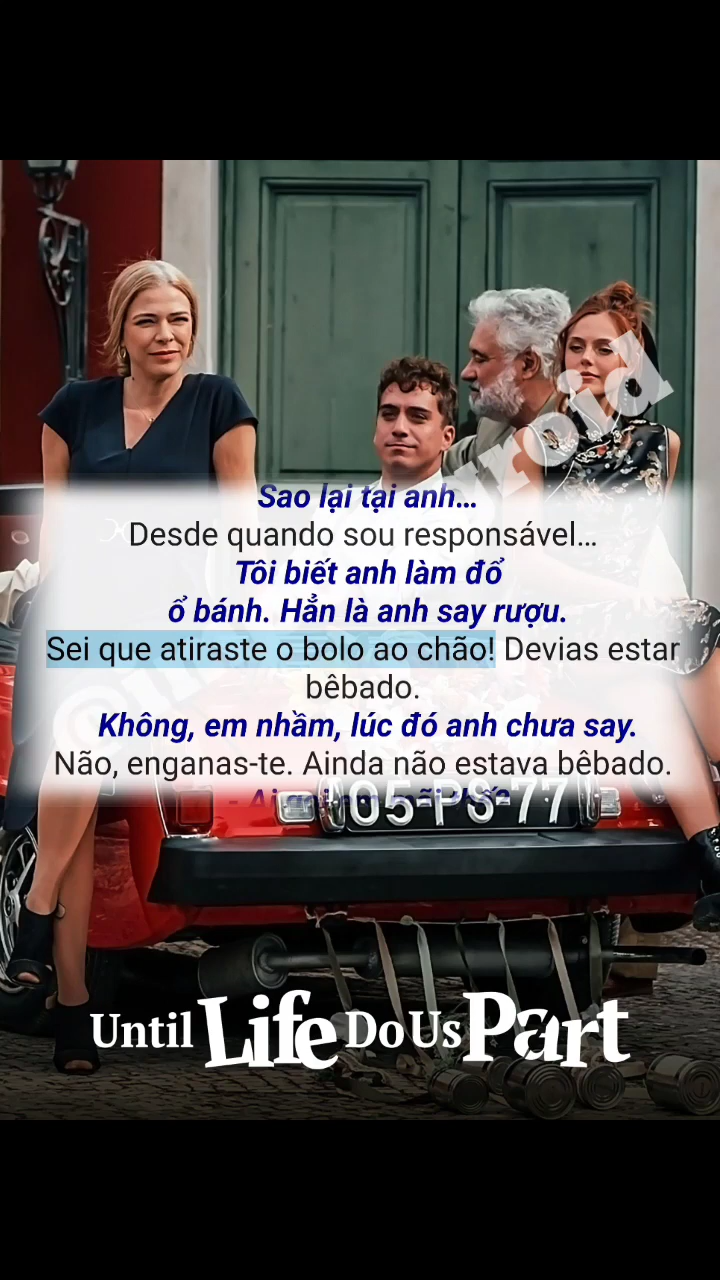 Sao lại tại anh...
Desde quando sou responsável...
Tôi biết anh làm đổ
ổ bánh. Hẳn là anh say rượu.
Sei que atiraste o bolo ao chão! Devias estar
bêbado.
Không, em nhầm, lúc đó anh chưa say.
Não, enganas-te. Ainda não estava bêbado.
05-PS-77
Until Life Do Us Part